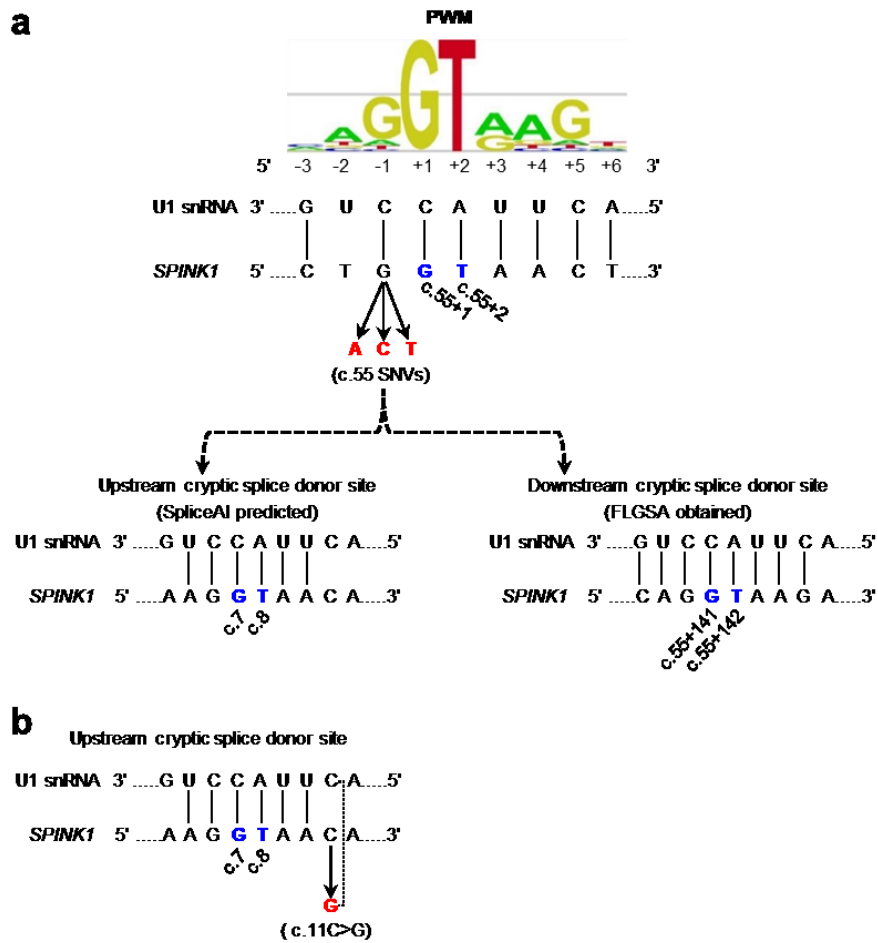 a
PWM
5' -3 -2 -1 +1 +2 +3 +4 +5 +6 3'
U1 snRNA 3' ..... G U C C A U U C A ..... 5'
SPINK1 5' ..... C T G G T A A C T ..... 3'
c.55+1 c.55+2
A C T
(c.55 SNVs)
Upstream cryptic splice donor site
(SpliceAI predicted)
U1 snRNA 3' ..... G U C C A U U C A ..... 5'
SPINK1 5' ..... A A G G T A A C A ..... 3'
c.7 c.8
Downstream cryptic splice donor site
(FLGSA obtained)
U1 snRNA 3' ..... G U C C A U U C A ..... 5'
SPINK1 5' ..... C A G G T A A G A ..... 3'
c.55+141 c.55+142
b
Upstream cryptic splice donor site
U1 snRNA 3' ..... G U C C A U U C A ..... 5'
SPINK1 5' ..... A A G G T A A C A ..... 3'
c.7 c.8
G
( c.11C>G)